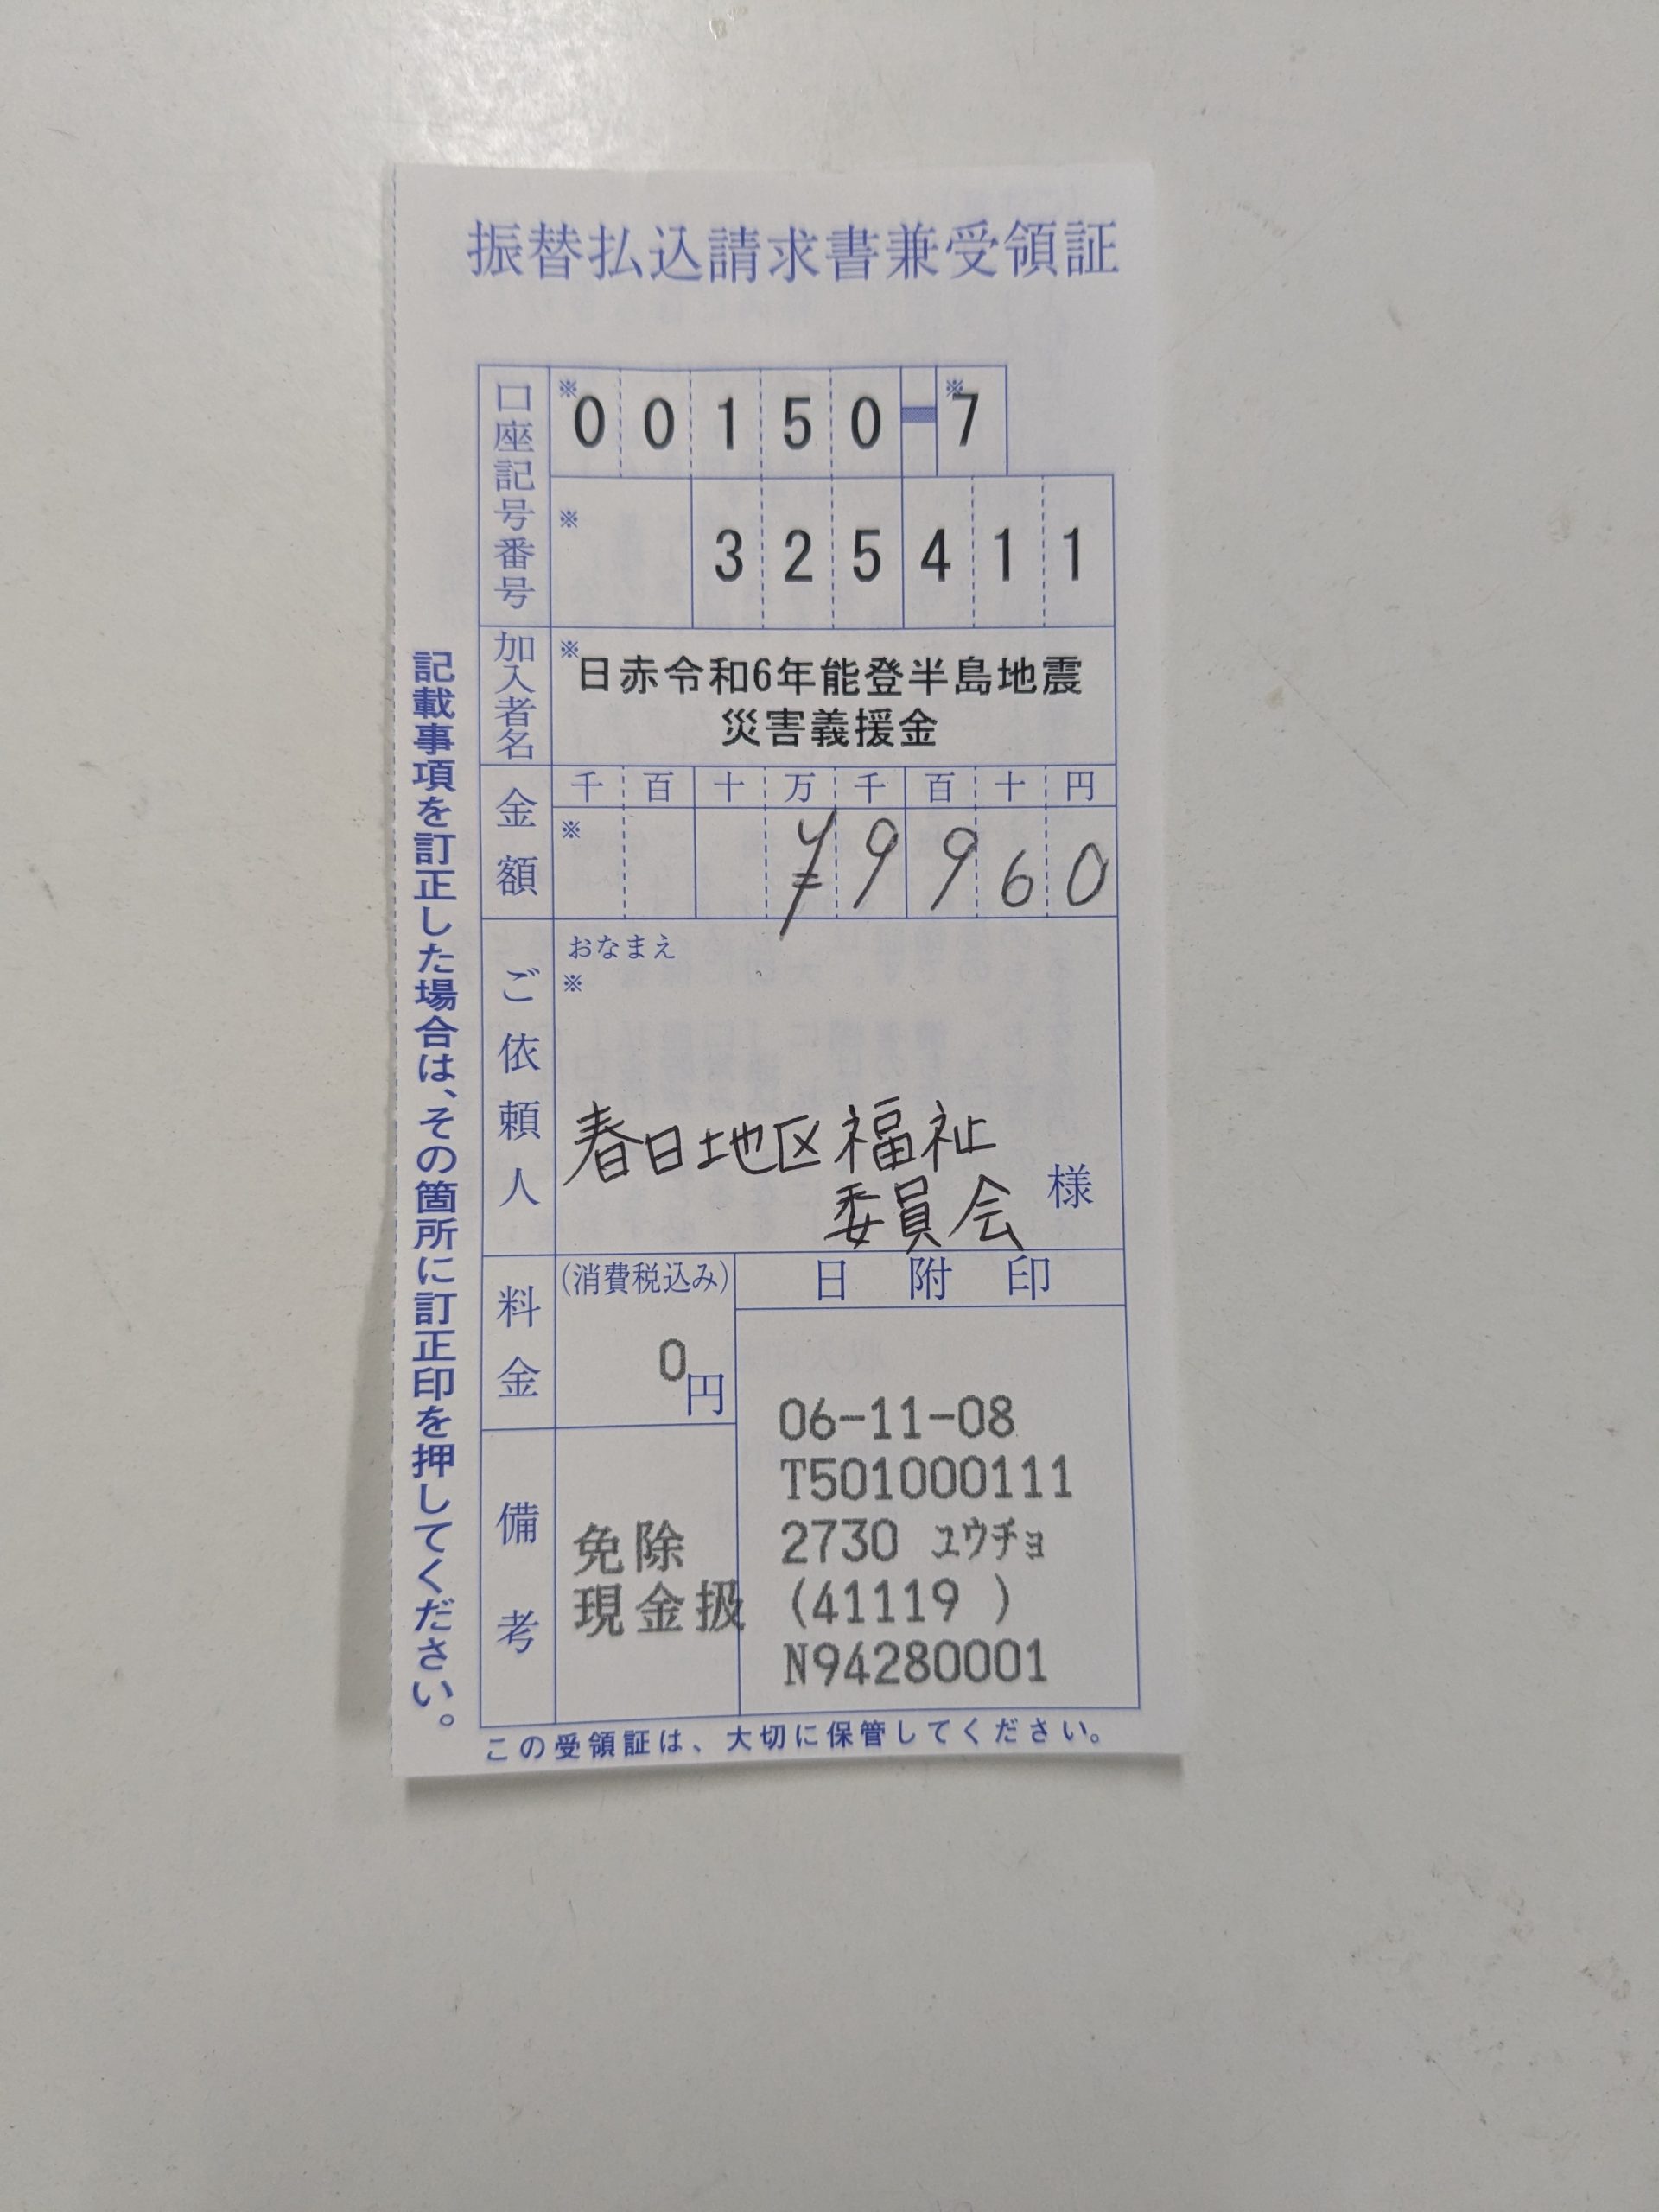 振替払込請求書兼受領証
口座記号番号
※00150-7
※325411
加入者名
※日赤令和6年能登半島地震
災害義援金
金額
千百十万千百十円
※¥9960
ご依頼人
おなまえ
※
春日地区福祉
委員会 様
料金
(消費税込み)
0円
日附印
06-11-08
T501000111
2730 ユウチョ
(41119 )
N94280001
備考
免除
現金扱
この受領証は、大切に保管してください。
記載事項を訂正した場合は、その箇所に訂正印を押してください。